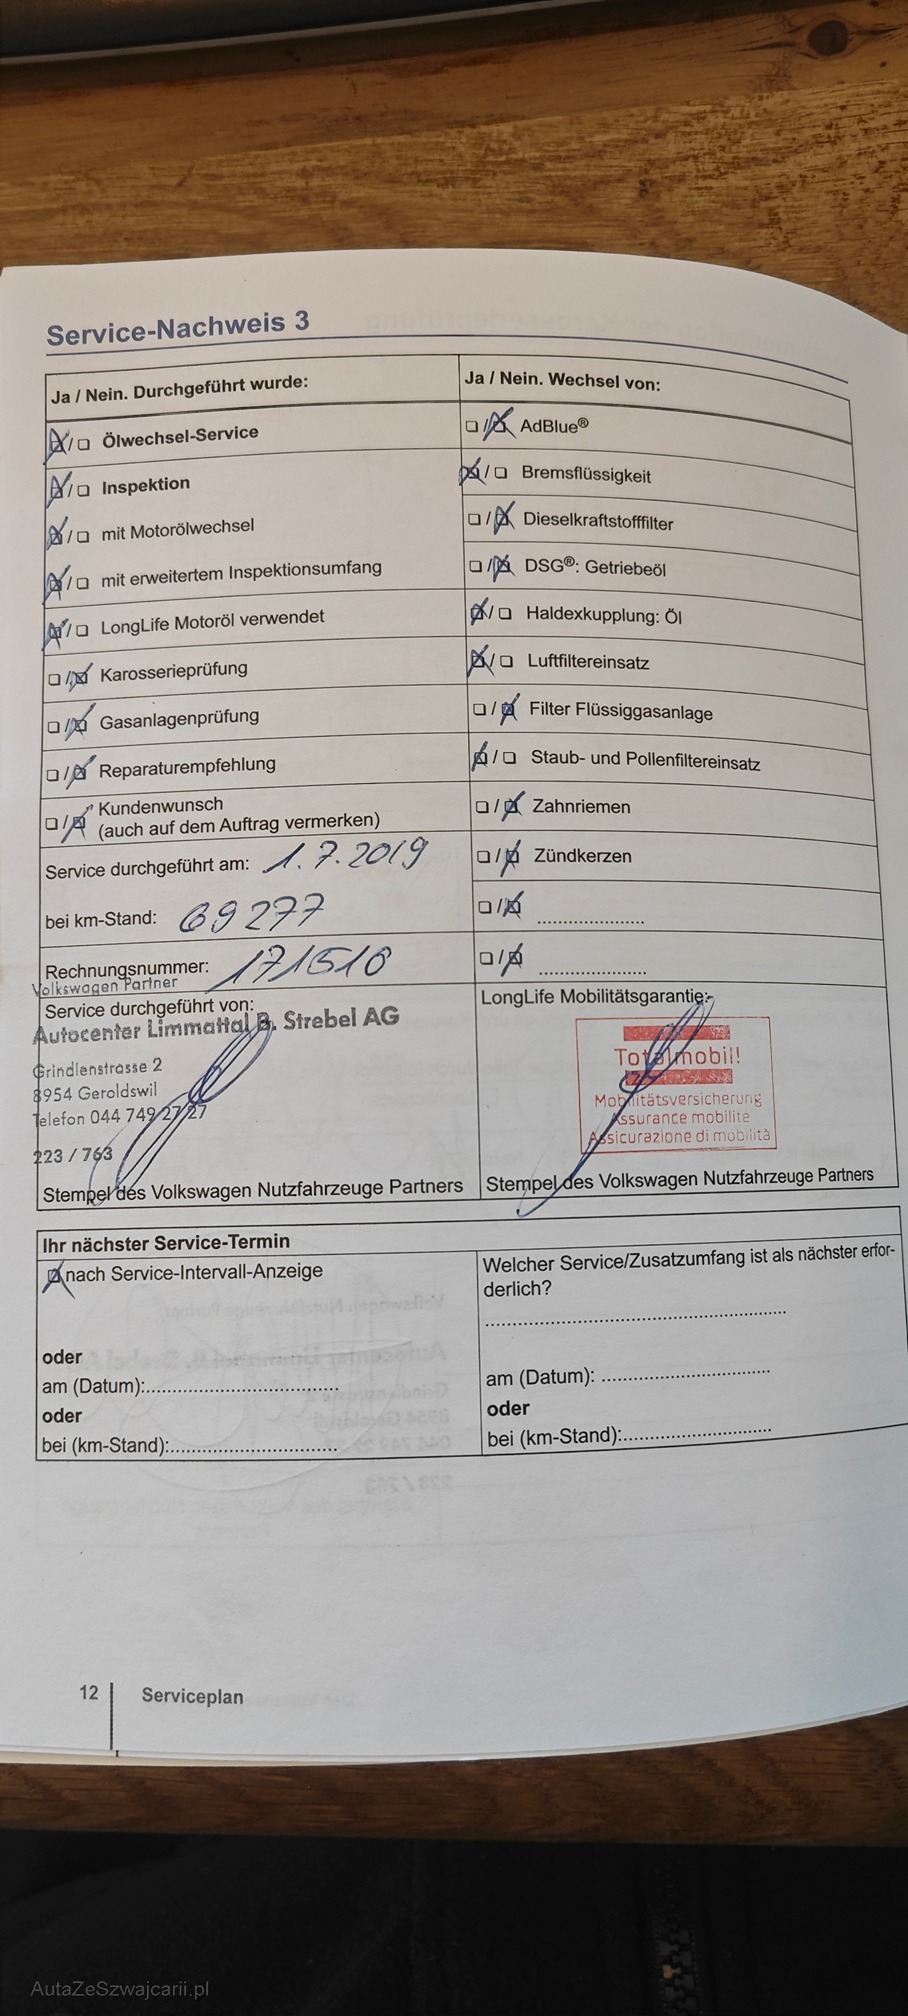 Service-Nachweis 3
Ja / Nein. Durchgeführt wurde:
Ölwechsel-Service
Inspektion
mit Motorölwechsel
mit erweitertem Inspektionsumfang
LongLife Motoröl verwendet
Karosserieprüfung
Gasanlagenprüfung
Reparaturempfehlung
Kundenwunsch
(auch auf dem Auftrag vermerken)
Service durchgeführt am: 1.7.2019
bei km-Stand: 69277
Rechnungsnummer: 171516
Volkswagen Partner
Service durchgeführt von:
Autocenter Limmattal B. Strebel AG
Grindlenstrasse 2
8954 Geroldswil
Telefon 044 749 27 27
223 / 763
Stempel des Volkswagen Nutzfahrzeuge Partners
Ja / Nein. Wechsel von:
AdBlue®
Bremsflüssigkeit
Dieselkraftstofffilter
DSG®: Getriebeöl
Haldexkupplung: Öl
Luftfiltereinsatz
Filter Flüssiggasanlage
Staub- und Pollenfiltereinsatz
Zahnriemen
Zündkerzen
LongLife Mobilitätsgarantie:
Totalmobil!
Mobilitätsversicherung
Assurance mobilité
Assicurazione di mobilità
Stempel des Volkswagen Nutzfahrzeuge Partners
Ihr nächster Service-Termin
nach Service-Intervall-Anzeige
oder
am (Datum):
oder
bei (km-Stand):
Welcher Service/Zusatzumfang ist als nächster erfor-
derlich?
am (Datum):
oder
bei (km-Stand):
12 Serviceplan
AutaZeSzwajcarii.pl